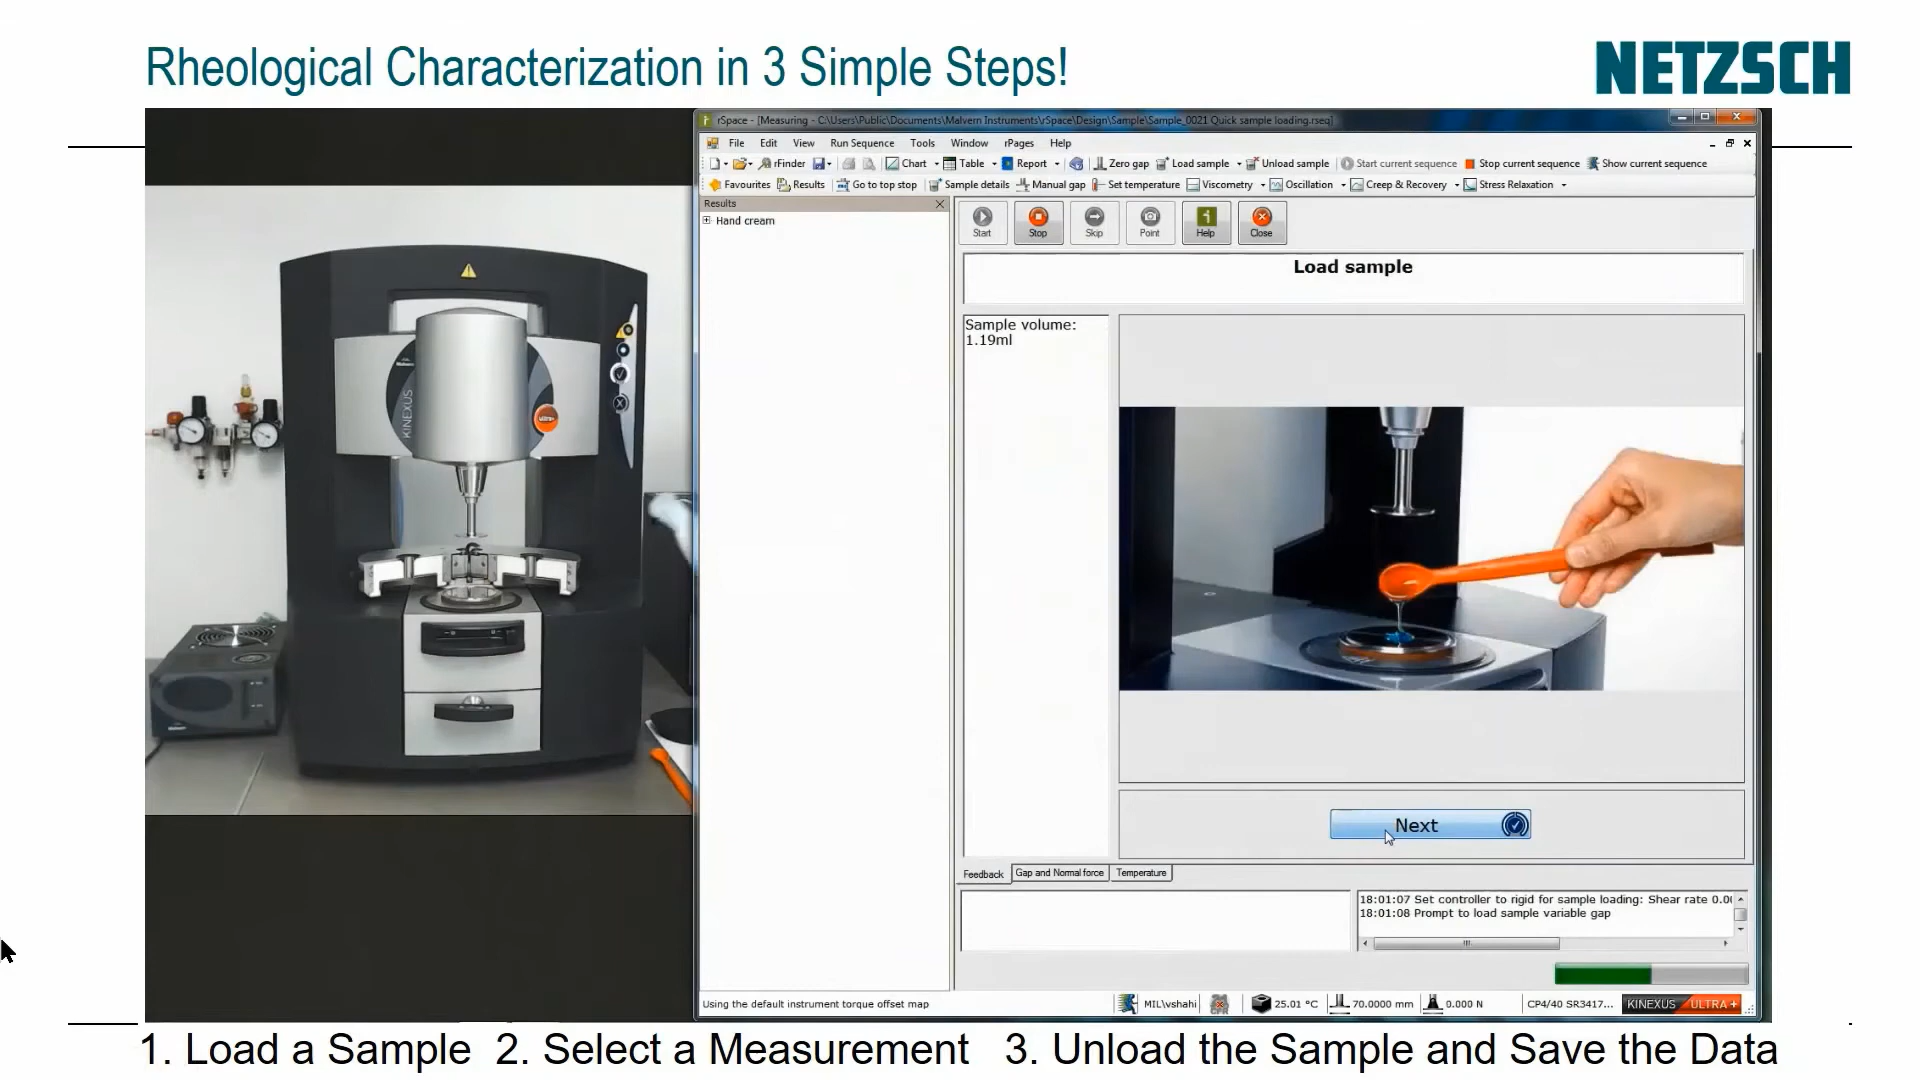 Rheological Characterization in 3 Simple Steps!
NETZSCH
rSpace - [Measuring - C:\Users\Public\Documents\Malvern Instruments\rSpace\Design\Sample\Sample_0021 Quick sample loading.rseq]
File Edit View Run Sequence Tools Window rPages Help
rFinder Chart Table Report Zero gap Load sample Unload sample Start current sequence Stop current sequence Show current sequence
Favourites Results Go to top stop Sample details Manual gap Set temperature Viscometry Oscillation Creep & Recovery Stress Relaxation
Results
Hand cream
Start Stop Skip Point Help Close
Load sample
Sample volume:
1.19ml
KINEXUS
Next
Feedback Gap and Normal force Temperature
18:01:07 Set controller to rigid for sample loading: Shear rate 0.0
18:01:08 Prompt to load sample variable gap
Using the default instrument torque offset map
MIL\vshahi
25.01 °C 70.0000 mm 0.000 N CP4/40 SR3417... KINEXUS ULTRA+
1. Load a Sample 2. Select a Measurement 3. Unload the Sample and Save the Data